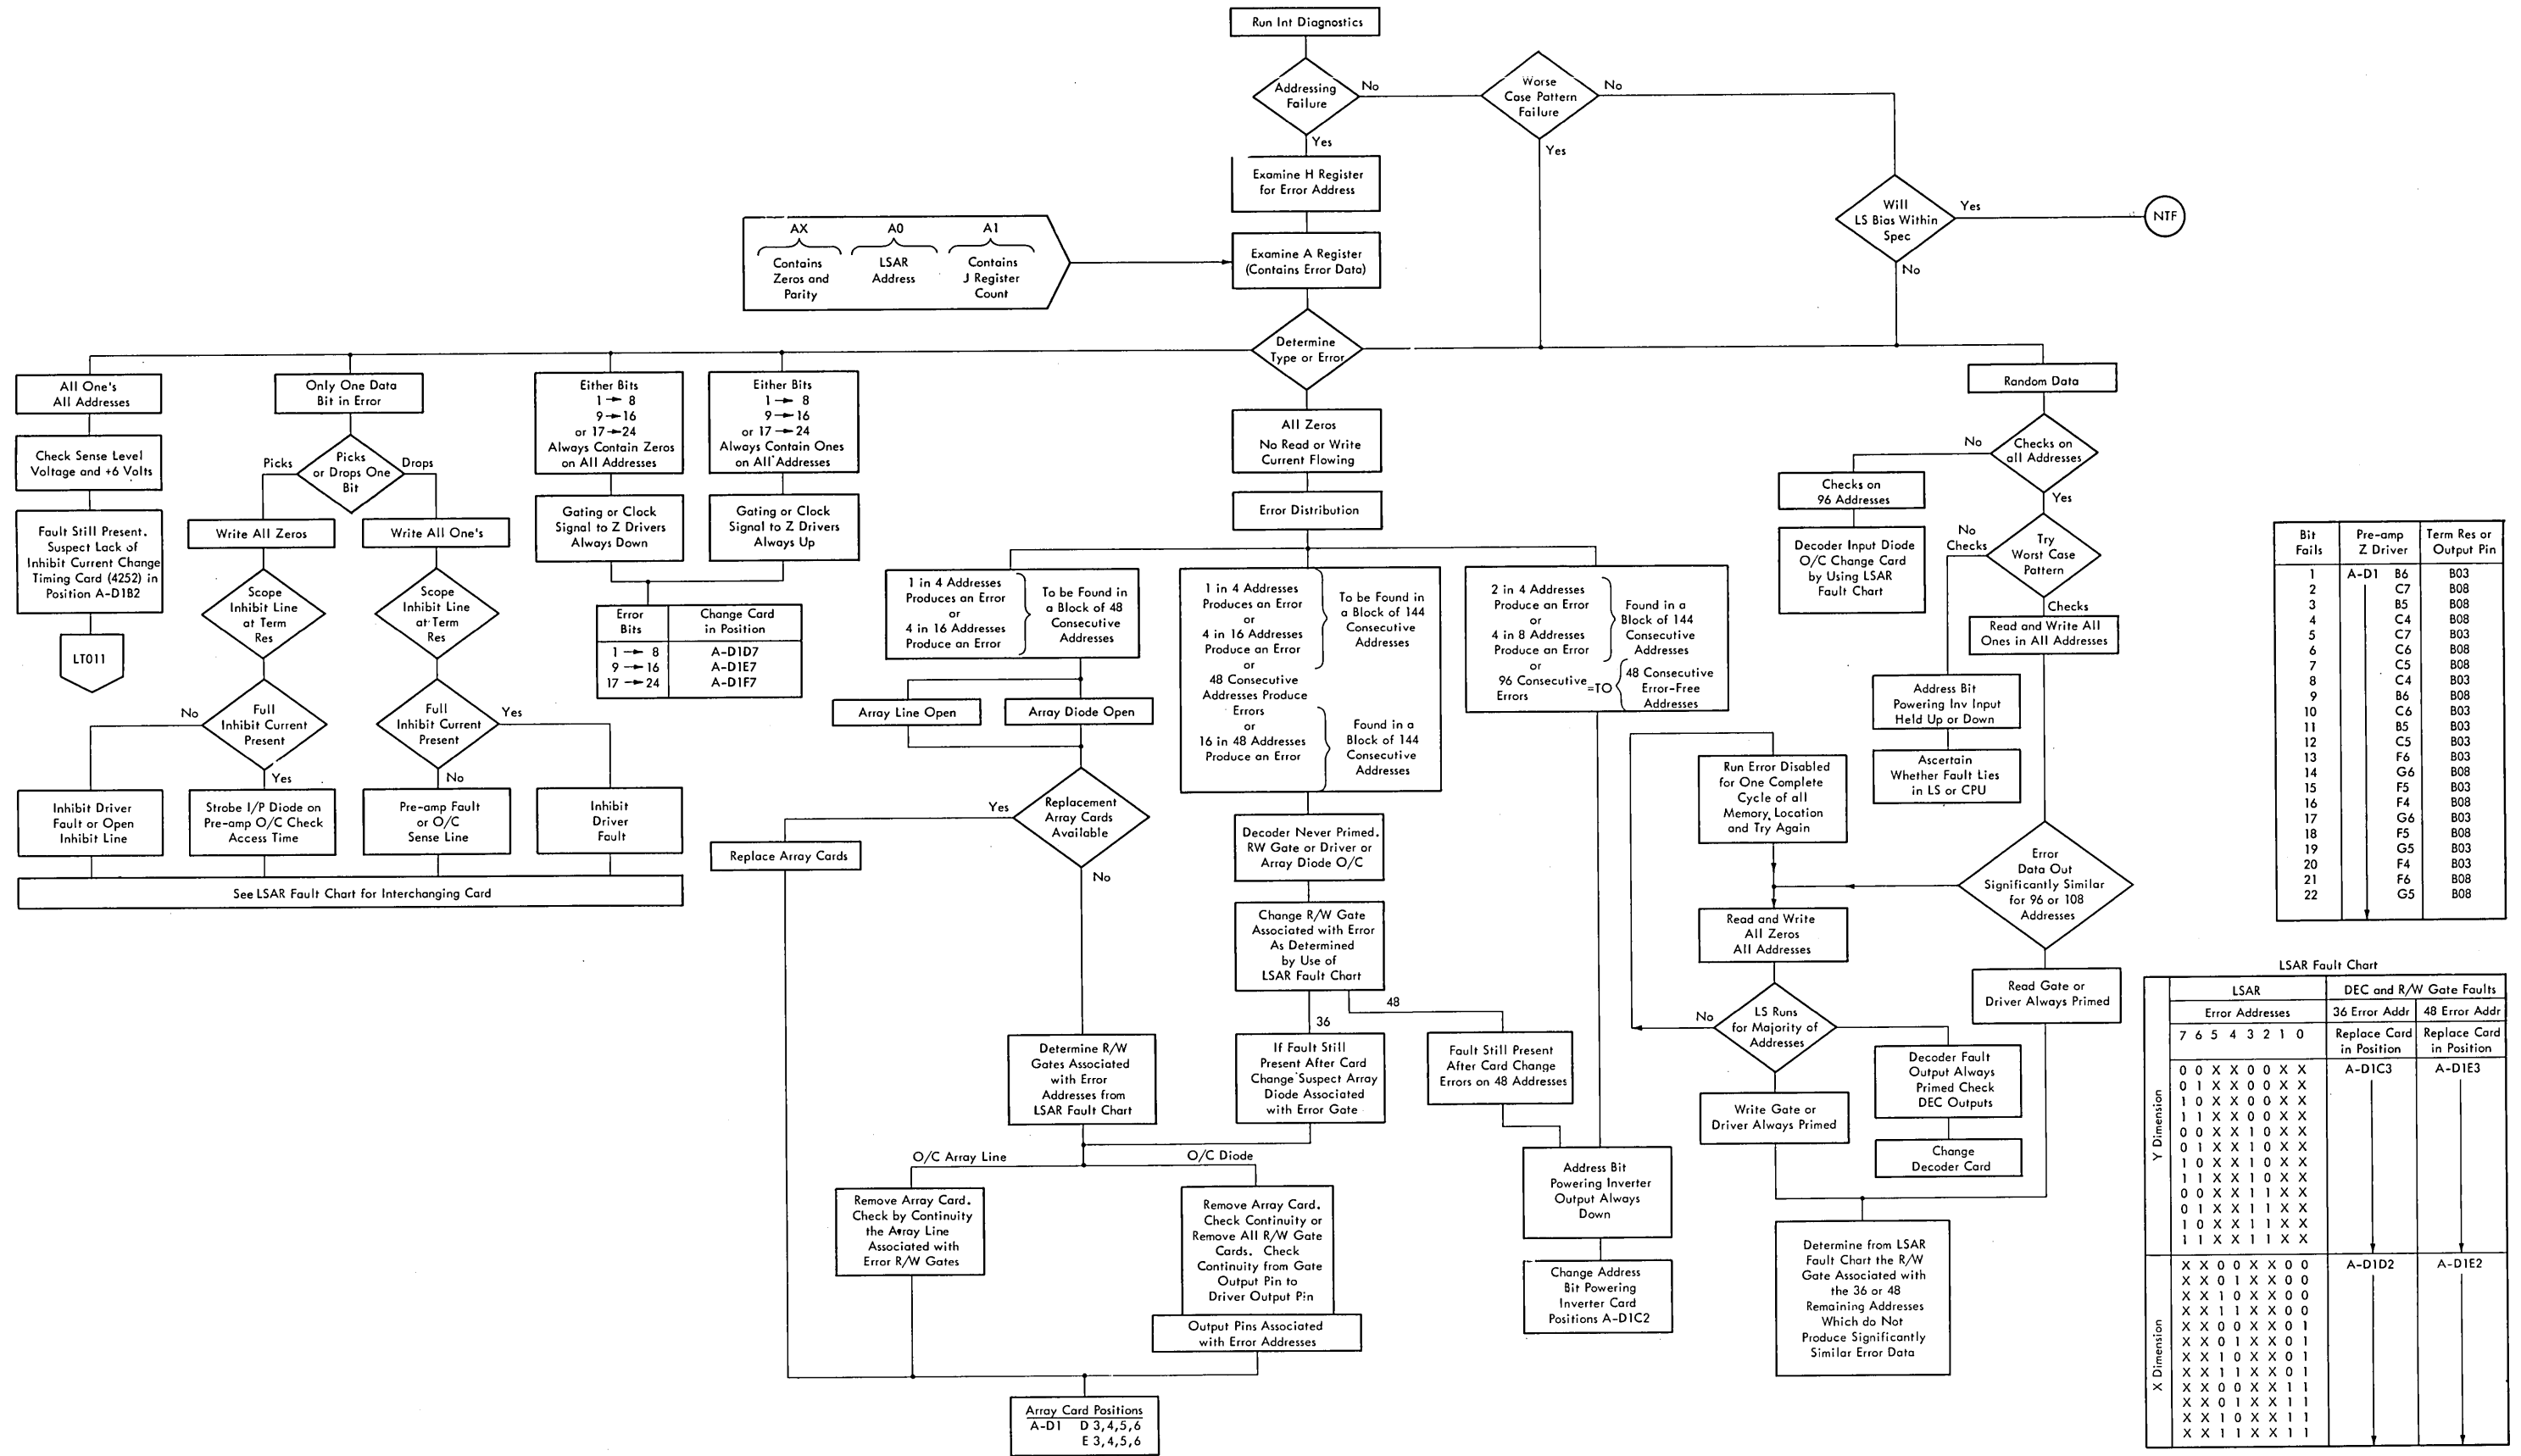 Run Int Diagnostics
Addressing
Failure
No
Yes
Worse
Case Pattern
Failure
No
Yes
Will
LS Bias Within
Spec
Yes
No
NTF
Examine H Register
for Error Address
AX
Contains
Zeros and
Parity
A0
LSAR
Address
A1
Contains
J Register
Count
Examine A Register
(Contains Error Data)
Determine
Type or Error
All One's
All Addresses
Check Sense Level
Voltage and +6 Volts
Fault Still Present.
Suspect Lack of
Inhibit Current Change
Timing Card (4252) in
Position A-D1B2
LT011
Only One Data
Bit in Error
Picks
or Drops One
Bit
Picks
Drops
Write All Zeros
Write All One's
Scope
Inhibit Line
at Term
Res
Scope
Inhibit Line
at Term
Res
Full
Inhibit Current
Present
No
Yes
Full
Inhibit Current
Present
Yes
No
Inhibit Driver
Fault or Open
Inhibit Line
Strobe I/P Diode on
Pre-amp O/C Check
Access Time
Pre-amp Fault
or O/C
Sense Line
Inhibit
Driver
Fault
See LSAR Fault Chart for Interchanging Card
Either Bits
1 → 8
9 → 16
or 17 → 24
Always Contain Zeros
on All Addresses
Gating or Clock
Signal to Z Drivers
Always Down
Either Bits
1 → 8
9 → 16
or 17 → 24
Always Contain Ones
on All Addresses
Gating or Clock
Signal to Z Drivers
Always Up
Error Bits Change Card in Position
1 → 8 A-D1D7
9 → 16 A-D1E7
17 → 24 A-D1F7
All Zeros
No Read or Write
Current Flowing
Error Distribution
1 in 4 Addresses
Produces an Error
or
4 in 16 Addresses
Produce an Error
To be Found in
a Block of 48
Consecutive
Addresses
Array Line Open
Array Diode Open
Replacement
Array Cards
Available
Yes
No
Replace Array Cards
Determine R/W
Gates Associated
with Error
Addresses from
LSAR Fault Chart
1 in 4 Addresses
Produces an Error
or
4 in 16 Addresses
Produce an Error
or
48 Consecutive
Addresses Produce
Errors
or
16 in 48 Addresses
Produce an Error
To be Found in
a Block of 144
Consecutive
Addresses
Found in a
Block of 144
Consecutive
Addresses
Decoder Never Primed.
RW Gate or Driver or
Array Diode O/C
Change R/W Gate
Associated with Error
As Determined
by Use of
LSAR Fault Chart
36
48
If Fault Still
Present After Card
Change Suspect Array
Diode Associated
with Error Gate
Fault Still Present
After Card Change
Errors on 48 Addresses
2 in 4 Addresses
Produce an Error
or
4 in 8 Addresses
Produce an Error
or
96 Consecutive
Errors
Found in a
Block of 144
Consecutive
Addresses
=TO
48 Consecutive
Error-Free
Addresses
O/C Array Line
O/C Diode
Remove Array Card.
Check by Continuity
the Array Line
Associated with
Error R/W Gates
Remove Array Card.
Check Continuity or
Remove All R/W Gate
Cards. Check
Continuity from Gate
Output Pin to
Driver Output Pin
Output Pins Associated
with Error Addresses
Array Card Positions
A-D1 D 3,4,5,6
E 3,4,5,6
Address Bit
Powering Inverter
Output Always
Down
Change Address
Bit Powering
Inverter Card
Positions A-D1C2
Random Data
Checks on
all Addresses
No
Yes
Checks on
96 Addresses
Decoder Input Diode
O/C Change Card
by Using LSAR
Fault Chart
Try
Worst Case
Pattern
No
Checks
Checks
Read and Write All
Ones in All Addresses
Address Bit
Powering Inv Input
Held Up or Down
Ascertain
Whether Fault Lies
in LS or CPU
Run Error Disabled
for One Complete
Cycle of all
Memory Location
and Try Again
Error
Data Out
Significantly Similar
for 96 or 108
Addresses
Read and Write
All Zeros
All Addresses
Read Gate or
Driver Always Primed
LS Runs
for Majority of
Addresses
No
Write Gate or
Driver Always Primed
Decoder Fault
Output Always
Primed Check
DEC Outputs
Change
Decoder Card
Determine from LSAR
Fault Chart the R/W
Gate Associated with
the 36 or 48
Remaining Addresses
Which do Not
Produce Significantly
Similar Error Data
Bit Fails Pre-amp Z Driver Term Res or Output Pin
1 A-D1 B6 B03
2 C7 B08
3 B5 B08
4 C4 B08
5 C7 B03
6 C6 B08
7 C5 B08
8 C4 B03
9 B6 B08
10 C6 B03
11 B5 B03
12 C5 B03
13 F6 B03
14 G6 B08
15 F5 B03
16 F4 B08
17 G6 B03
18 F5 B08
19 G5 B03
20 F4 B03
21 F6 B08
22 G5 B08
LSAR Fault Chart
LSAR DEC and R/W Gate Faults
Error Addresses 36 Error Addr 48 Error Addr
7 6 5 4 3 2 1 0 Replace Card in Position Replace Card in Position
Y Dimension
0 0 X X 0 0 X X A-D1C3 A-D1E3
0 1 X X 0 0 X X
1 0 X X 0 0 X X
1 1 X X 0 0 X X
0 0 X X 1 0 X X
0 1 X X 1 0 X X
1 0 X X 1 0 X X
1 1 X X 1 0 X X
0 0 X X 1 1 X X
0 1 X X 1 1 X X
1 0 X X 1 1 X X
1 1 X X 1 1 X X
X Dimension
X X 0 0 X X 0 0 A-D1D2 A-D1E2
X X 0 1 X X 0 0
X X 1 0 X X 0 0
X X 1 1 X X 0 0
X X 0 0 X X 0 1
X X 0 1 X X 0 1
X X 1 0 X X 0 1
X X 1 1 X X 0 1
X X 0 0 X X 1 1
X X 0 1 X X 1 1
X X 1 0 X X 1 1
X X 1 1 X X 1 1